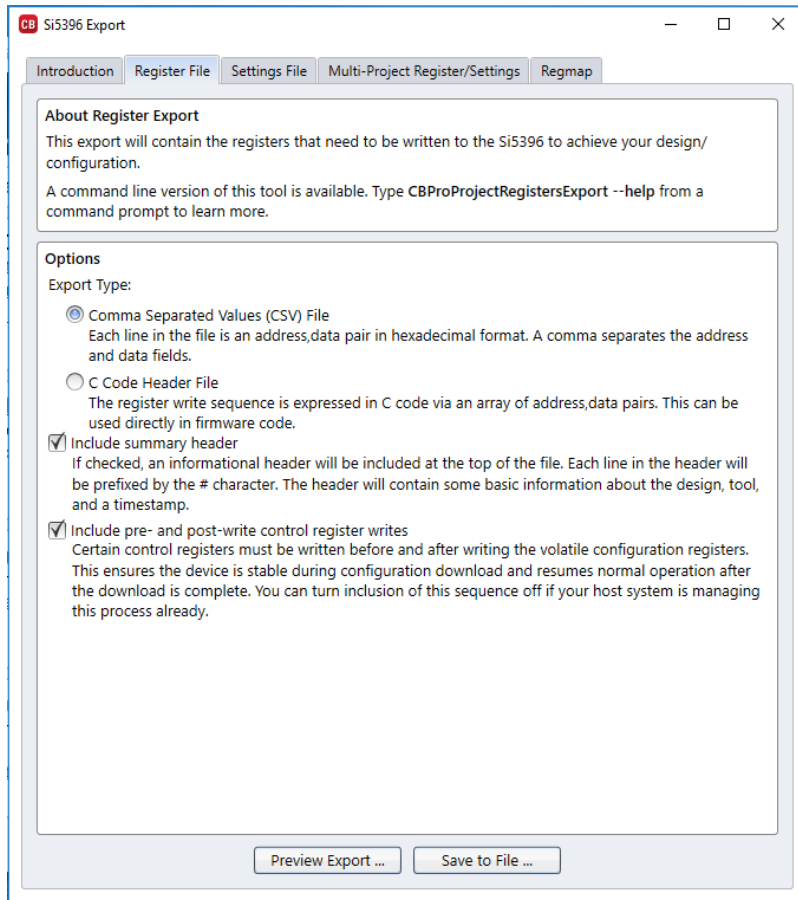 CB Si5396 Export
Introduction Register File Settings File Multi-Project Register/Settings Regmap
About Register Export
This export will contain the registers that need to be written to the Si5396 to achieve your design/
configuration.
A command line version of this tool is available. Type CBProProjectRegistersExport --help from a
command prompt to learn more.
Options
Export Type:
Comma Separated Values (CSV) File
Each line in the file is an address,data pair in hexadecimal format. A comma separates the address
and data fields.
C Code Header File
The register write sequence is expressed in C code via an array of address,data pairs. This can be
used directly in firmware code.
Include summary header
If checked, an informational header will be included at the top of the file. Each line in the header will
be prefixed by the # character. The header will contain some basic information about the design, tool,
and a timestamp.
Include pre- and post-write control register writes
Certain control registers must be written before and after writing the volatile configuration registers.
This ensures the device is stable during configuration download and resumes normal operation after
the download is complete. You can turn inclusion of this sequence off if your host system is managing
this process already.
Preview Export ... Save to File ...